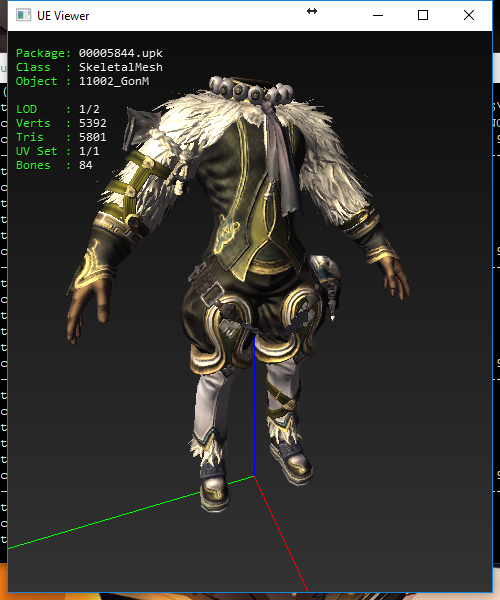 UE Viewer
Package: 00005844.upk
Class : SkeletalMesh
Object : 11002_GonM
LOD : 1/2
Verts : 5392
Tris : 5801
UV Set : 1/1
Bones : 84